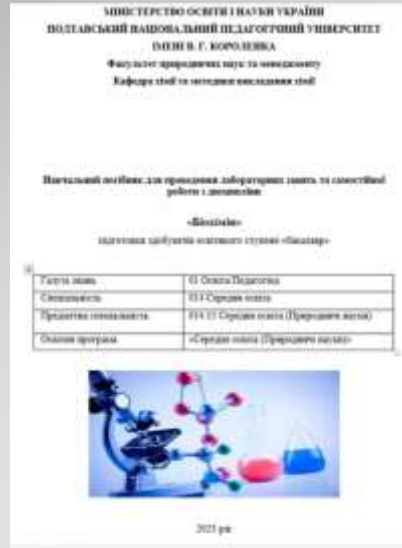 МІНІСТЕРСТВО ОСВІТИ І НАУКИ УКРАЇНИ
ПОЛТАВСЬКИЙ НАЦІОНАЛЬНИЙ ПЕДАГОГІЧНИЙ УНІВЕРСИТЕТ
ІМЕНІ В. Г. КОРОЛЕНКА
Факультет природничих наук та менеджменту
Кафедра хімії та методики викладання хімії
Навчальний посібник для проведення лабораторних занять та самостійної
роботи з дисципліни
«Біохімія»
підготовки здобувачів освітнього ступеня «бакалавр»
Галузь знань 01 Освіта/Педагогіка
Спеціальність 014 Середня освіта
Предметна спеціальність 014.15 Середня освіта (Природничі науки)
Освітня програма «Середня освіта (Природничі науки)»
2023 рік